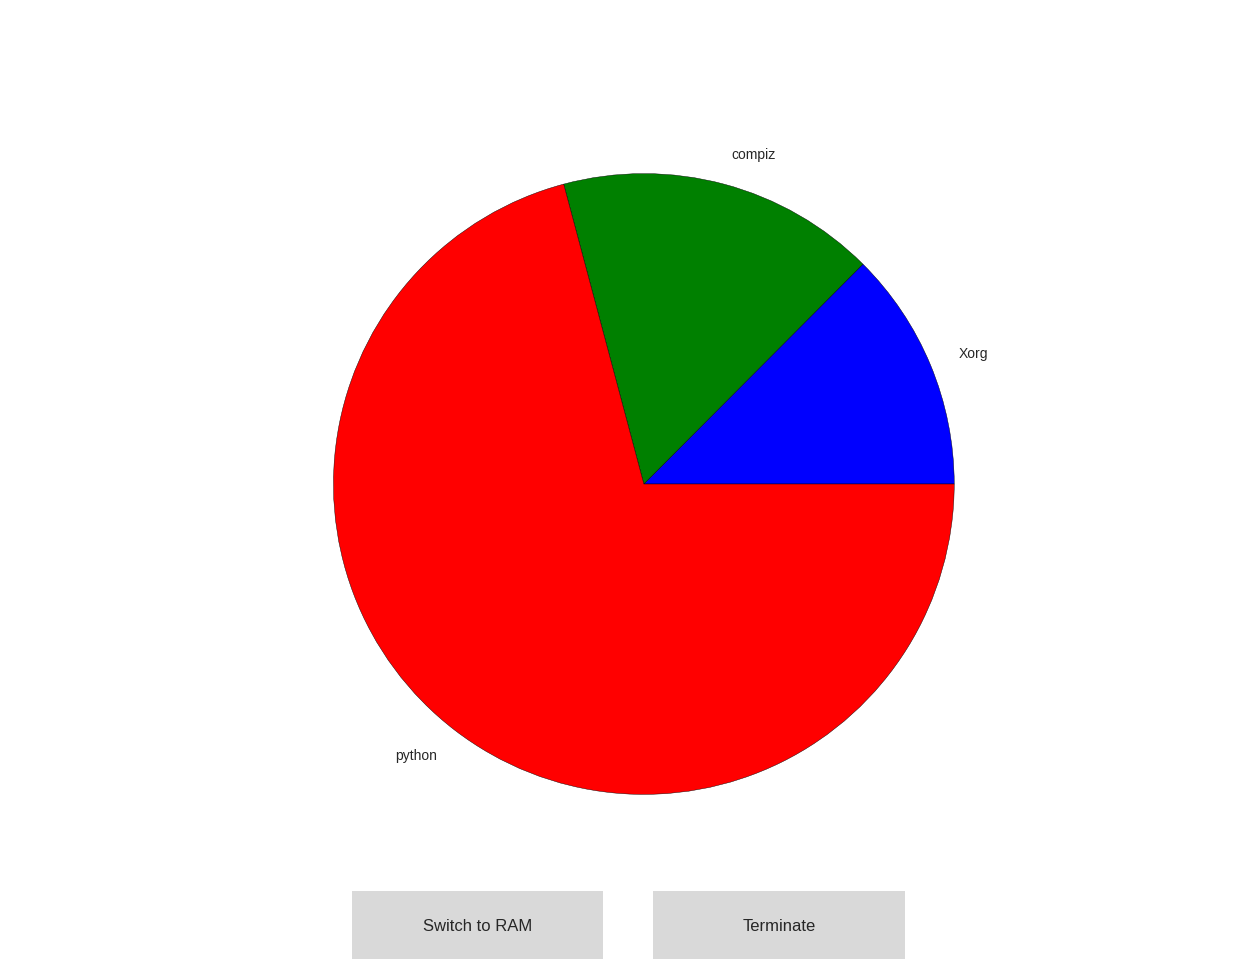 compiz
Xorg
python
Switch to RAM
Terminate